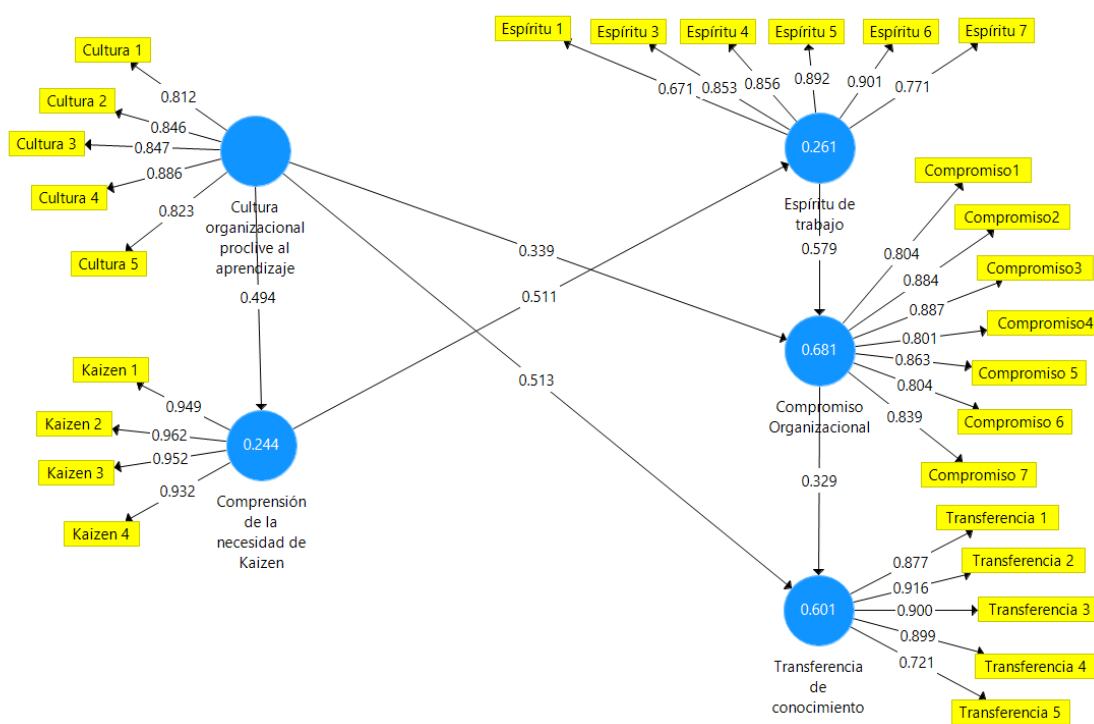 Cultura 1
Cultura 2
Cultura 3
Cultura 4
Cultura 5
0.812
0.846
0.847
0.886
0.823
Cultura
organizacional
proclive al
aprendizaje
0.494
Kaizen 1
Kaizen 2
Kaizen 3
Kaizen 4
0.949
0.962
0.952
0.932
0.244
Comprensión
de la
necesidad de
Kaizen
0.339
0.511
0.513
Espíritu 1
Espíritu 3
Espíritu 4
Espíritu 5
Espíritu 6
Espíritu 7
0.671
0.853
0.856
0.892
0.901
0.771
0.261
Espíritu de
trabajo
0.579
Compromiso1
Compromiso2
Compromiso3
Compromiso4
Compromiso 5
Compromiso 6
Compromiso 7
0.804
0.884
0.887
0.801
0.863
0.804
0.839
0.681
Compromiso
Organizacional
0.329
Transferencia 1
Transferencia 2
Transferencia 3
Transferencia 4
Transferencia 5
0.877
0.916
0.900
0.899
0.721
0.601
Transferencia
de
conocimiento